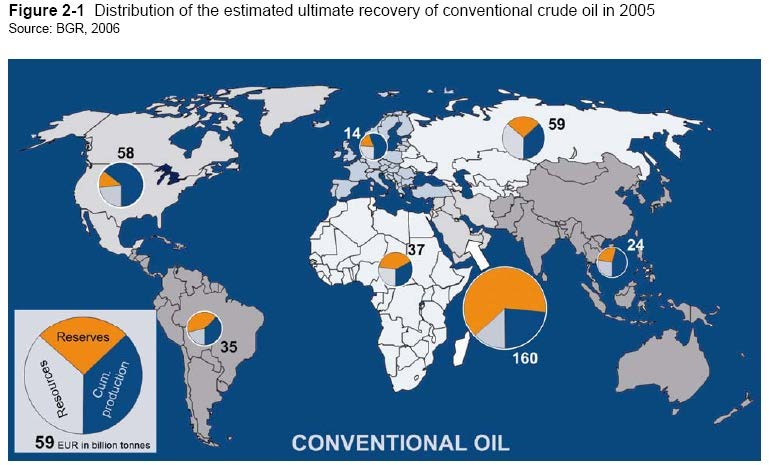 Figure 2-1 Distribution of the estimated ultimate recovery of conventional crude oil in 2005
Source: BGR, 2006
58
14
59
37
24
160
35
Reserves
Resources
Cum.
production
59 EUR in billion tonnes
CONVENTIONAL OIL